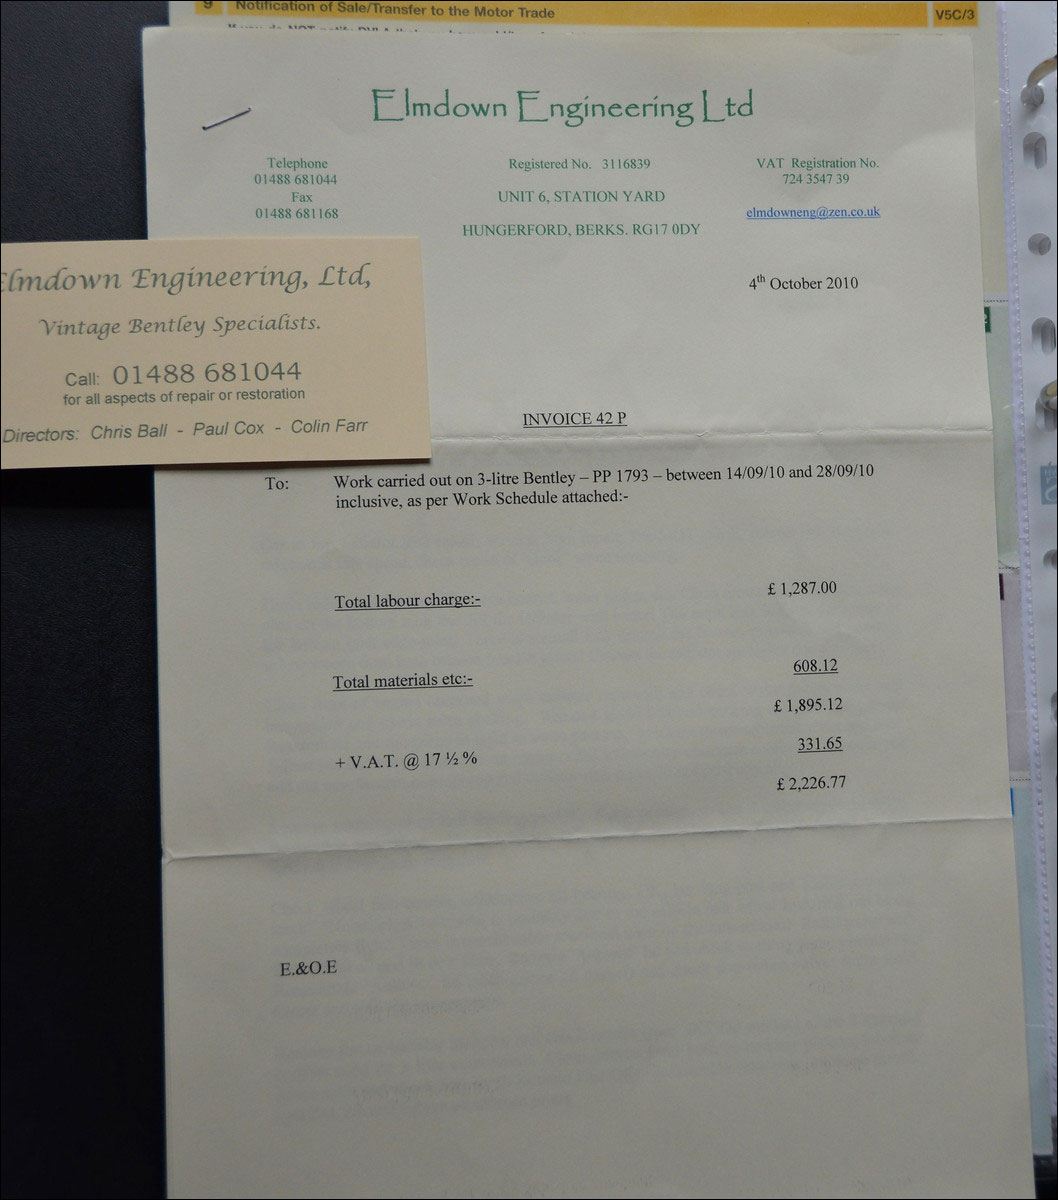 9 Notification of Sale/Transfer to the Motor Trade
V5C/3
Elmdown Engineering Ltd
Telephone
01488 681044
Fax
01488 681168
Registered No. 3116839
UNIT 6, STATION YARD
HUNGERFORD, BERKS. RG17 0DY
VAT Registration No.
724 3547 39
elmdowneng@zen.co.uk
4th October 2010
Elmdown Engineering, Ltd,
Vintage Bentley Specialists.
Call: 01488 681044
for all aspects of repair or restoration
Directors: Chris Ball - Paul Cox - Colin Farr
INVOICE 42 P
To: Work carried out on 3-litre Bentley – PP 1793 – between 14/09/10 and 28/09/10
inclusive, as per Work Schedule attached:-
Total labour charge:- £ 1,287.00
Total materials etc:- 608.12
£ 1,895.12
+ V.A.T. @ 17 ½ % 331.65
£ 2,226.77
E.&O.E